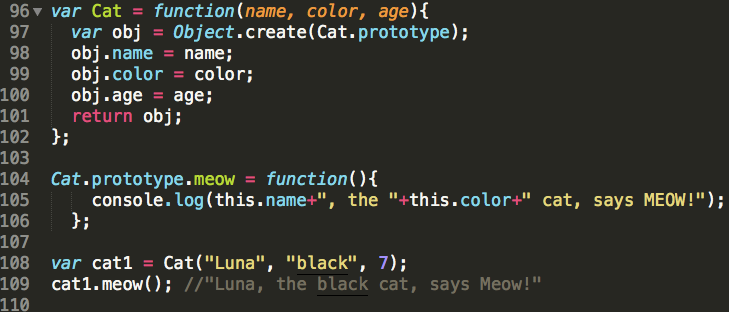 96 var Cat = function(name, color, age){
97 var obj = Object.create(Cat.prototype);
98 obj.name = name;
99 obj.color = color;
100 obj.age = age;
101 return obj;
102 };
103
104 Cat.prototype.meow = function(){
105 console.log(this.name+", the "+this.color+" cat, says MEOW!");
106 };
107
108 var cat1 = Cat("Luna", "black", 7);
109 cat1.meow(); //"Luna, the black cat, says Meow!"
110